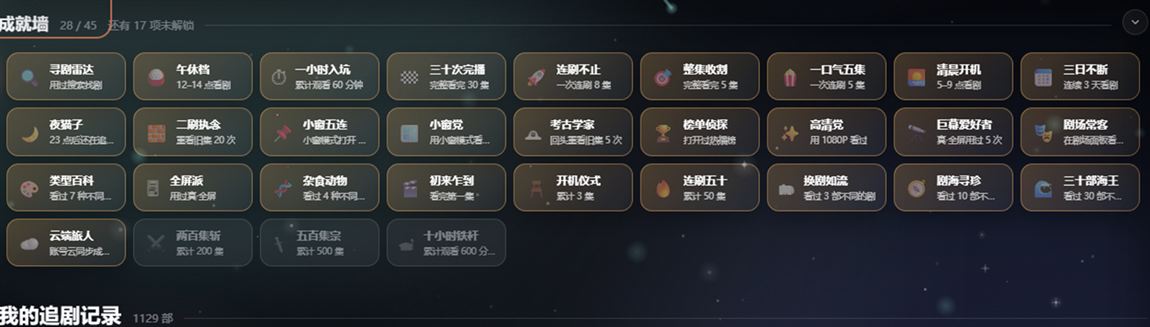 成就墙 28 / 45 还有 17 项未解锁
寻剧雷达
用过搜索找剧
午休档
12–14 点看剧
一小时入坑
累计观看 60 分钟
三十次完播
完整看完 30 集
连刷不止
一次连刷 8 集
整集收割
完整看完 5 集
一口气五集
一次连刷 5 集
清晨开机
5–9 点看剧
三日不断
连续 3 天看剧
夜猫子
23 点后还在追...
二刷执念
重看旧集 20 次
小窗五连
小窗模式打开 ...
小窗党
用小窗模式看...
考古学家
回头重看旧集 5 次
榜单侦探
打开过热播榜
高清党
用 1080P 看过
巨幕爱好者
真·全屏用过 5 次
剧场常客
在剧场面板看...
类型百科
看过 7 种不同...
全屏派
用过真·全屏
杂食动物
看过 4 种不同...
初来乍到
看完第一集
开机仪式
累计 3 集
连刷五十
累计 50 集
换剧如流
看过 3 部不同的剧
剧海寻珍
看过 10 部不...
三十部海王
看过 30 部不...
云端旅人
账号云同步成...
两百集斩
累计 200 集
五百集宗
累计 500 集
十小时铁杆
累计观看 600 分...
我的追剧记录 1129 部